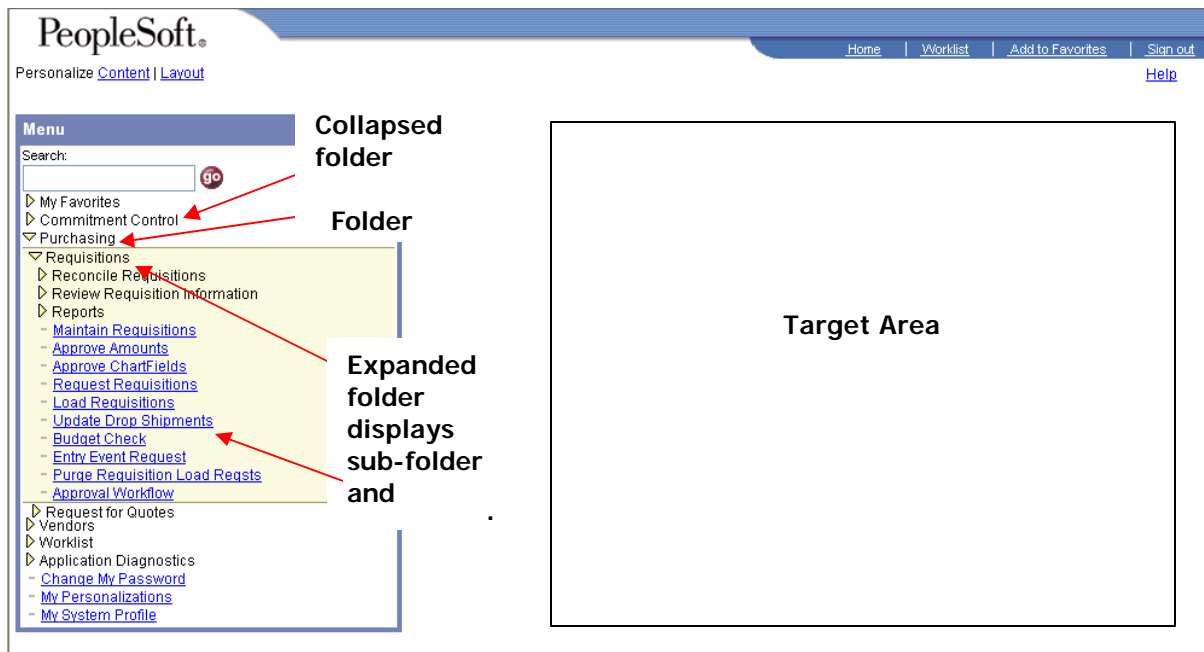 PeopleSoft®
Home | Worklist | Add to Favorites | Sign out
Personalize Content | Layout
Help
Menu
Search:
go
My Favorites
Commitment Control
Purchasing
Requisitions
Reconcile Requisitions
Review Requisition Information
Reports
- Maintain Requisitions
- Approve Amounts
- Approve ChartFields
- Request Requisitions
- Load Requisitions
- Update Drop Shipments
- Budget Check
- Entry Event Request
- Purge Requisition Load Reqsts
- Approval Workflow
Request for Quotes
Vendors
Worklist
Application Diagnostics
- Change My Password
- My Personalizations
- My System Profile
Collapsed
folder
Folder
Expanded
folder
displays
sub-folder
and
.
Target Area